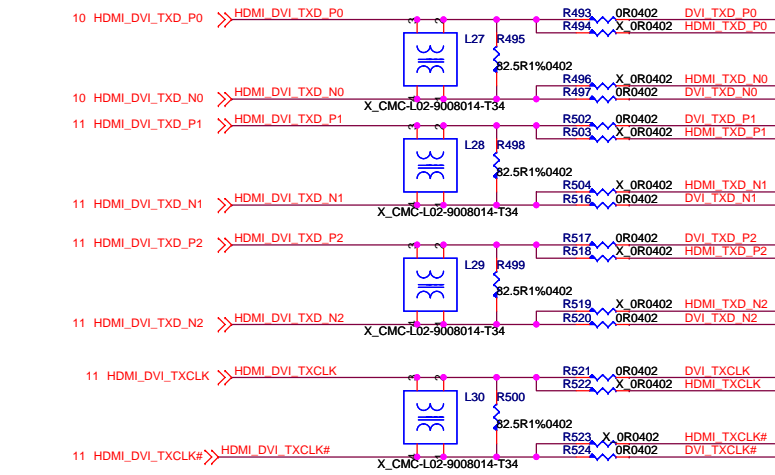 10 HDMI_DVI_TXD_P0 HDMI_DVI_TXD_P0 R493 0R0402 DVI_TXD_P0
R494 X_0R0402 HDMI_TXD_P0
L27 R495
82.5R1%0402
R496 X_0R0402 HDMI_TXD_N0
10 HDMI_DVI_TXD_N0 HDMI_DVI_TXD_N0 R497 0R0402 DVI_TXD_N0
X_CMC-L02-9008014-T34
11 HDMI_DVI_TXD_P1 HDMI_DVI_TXD_P1 R502 0R0402 DVI_TXD_P1
R503 X_0R0402 HDMI_TXD_P1
L28 R498
82.5R1%0402
R504 X_0R0402 HDMI_TXD_N1
11 HDMI_DVI_TXD_N1 HDMI_DVI_TXD_N1 R516 0R0402 DVI_TXD_N1
X_CMC-L02-9008014-T34
11 HDMI_DVI_TXD_P2 HDMI_DVI_TXD_P2 R517 0R0402 DVI_TXD_P2
R518 X_0R0402 HDMI_TXD_P2
L29 R499
82.5R1%0402
R519 X_0R0402 HDMI_TXD_N2
11 HDMI_DVI_TXD_N2 HDMI_DVI_TXD_N2 R520 0R0402 DVI_TXD_N2
X_CMC-L02-9008014-T34
11 HDMI_DVI_TXCLK HDMI_DVI_TXCLK R521 0R0402 DVI_TXCLK
R522 X_0R0402 HDMI_TXCLK
L30 R500
82.5R1%0402
R523 X_0R0402 HDMI_TXCLK#
11 HDMI_DVI_TXCLK# HDMI_DVI_TXCLK# R524 0R0402 DVI_TXCLK#
X_CMC-L02-9008014-T34